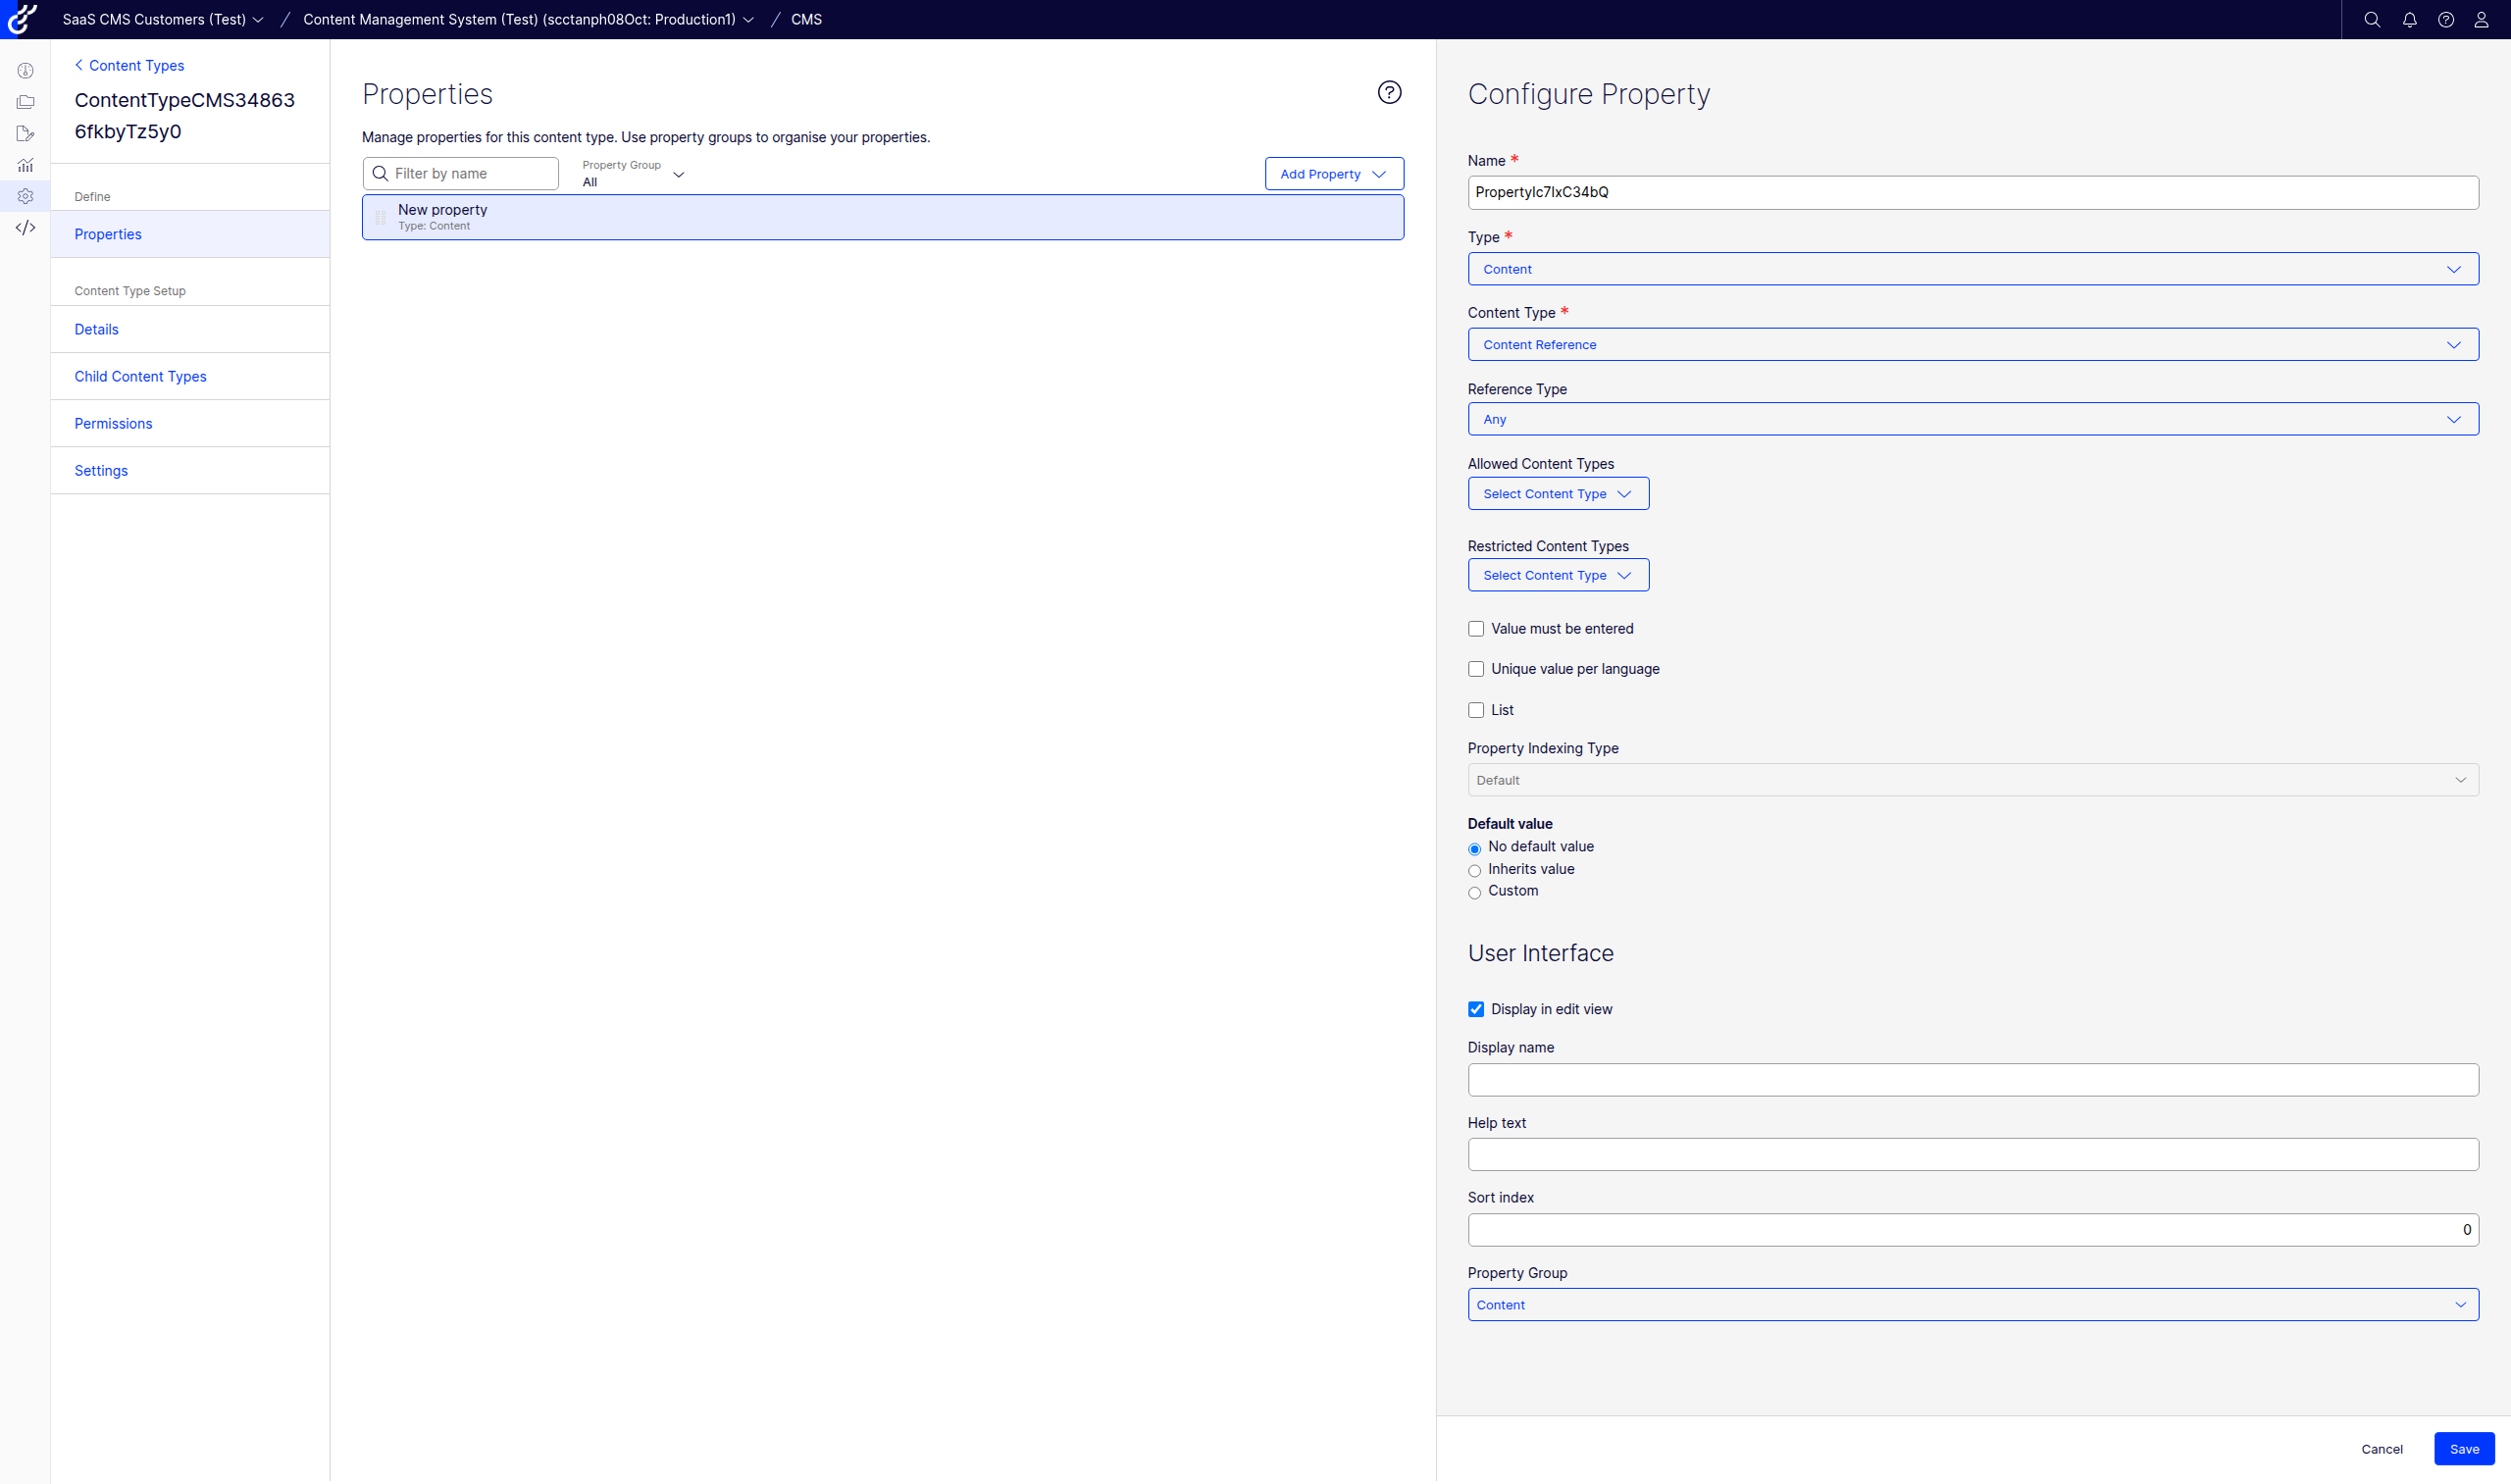 SaaS CMS Customers (Test) / Content Management System (Test) (scctanph08Oct: Production1) / CMS
Content Types
ContentTypeCMS34863
6fkbyTz5y0
Define
Properties
Content Type Setup
Details
Child Content Types
Permissions
Settings
Properties
Manage properties for this content type. Use property groups to organise your properties.
Filter by name
Property Group
All
Add Property
New property
Type: Content
Configure Property
Name *
PropertyIc7IxC34bQ
Type *
Content
Content Type *
Content Reference
Reference Type
Any
Allowed Content Types
Select Content Type
Restricted Content Types
Select Content Type
Value must be entered
Unique value per language
List
Property Indexing Type
Default
Default value
No default value
Inherits value
Custom
User Interface
Display in edit view
Display name
Help text
Sort index
0
Property Group
Content
Cancel
Save